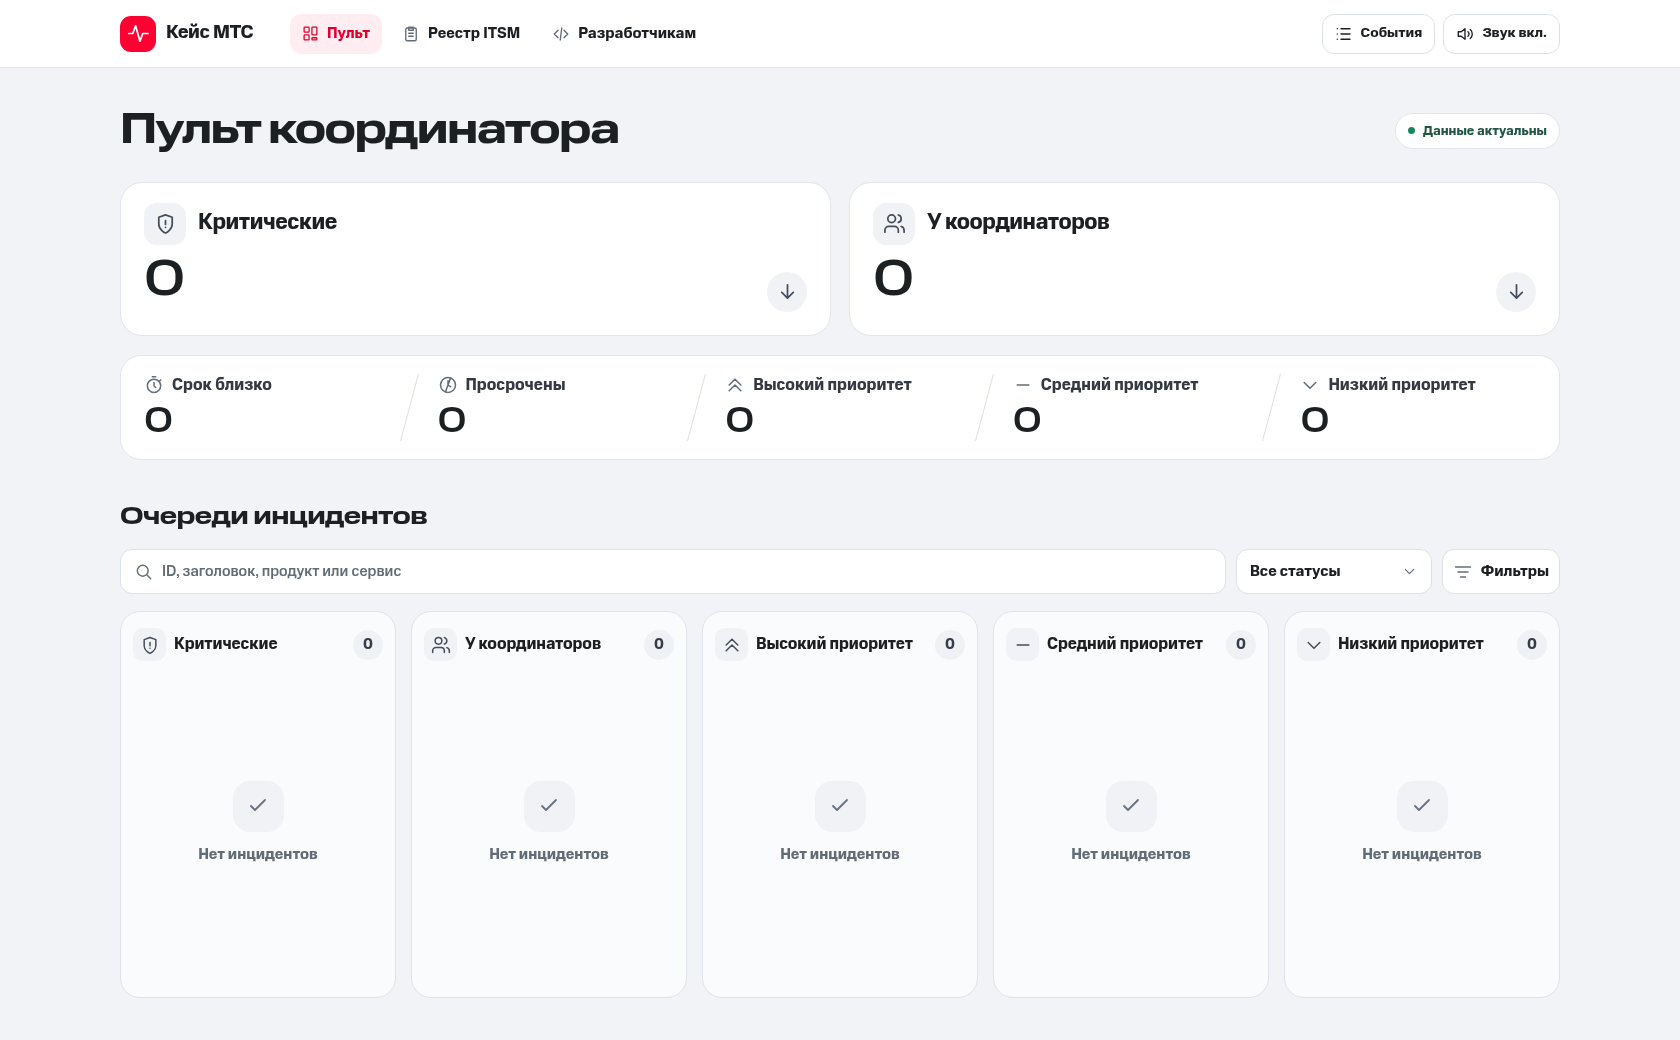 Кейс МТС
Пульт
Реестр ITSM
Разработчикам
События
Звук вкл.
Пульт координатора
Данные актуальны
Критические
0
У координаторов
0
Срок близко
0
Просрочены
0
Высокий приоритет
0
Средний приоритет
0
Низкий приоритет
0
Очереди инцидентов
ID, заголовок, продукт или сервис
Все статусы
Фильтры
Критические 0
Нет инцидентов
У координаторов 0
Нет инцидентов
Высокий приоритет 0
Нет инцидентов
Средний приоритет 0
Нет инцидентов
Низкий приоритет 0
Нет инцидентов